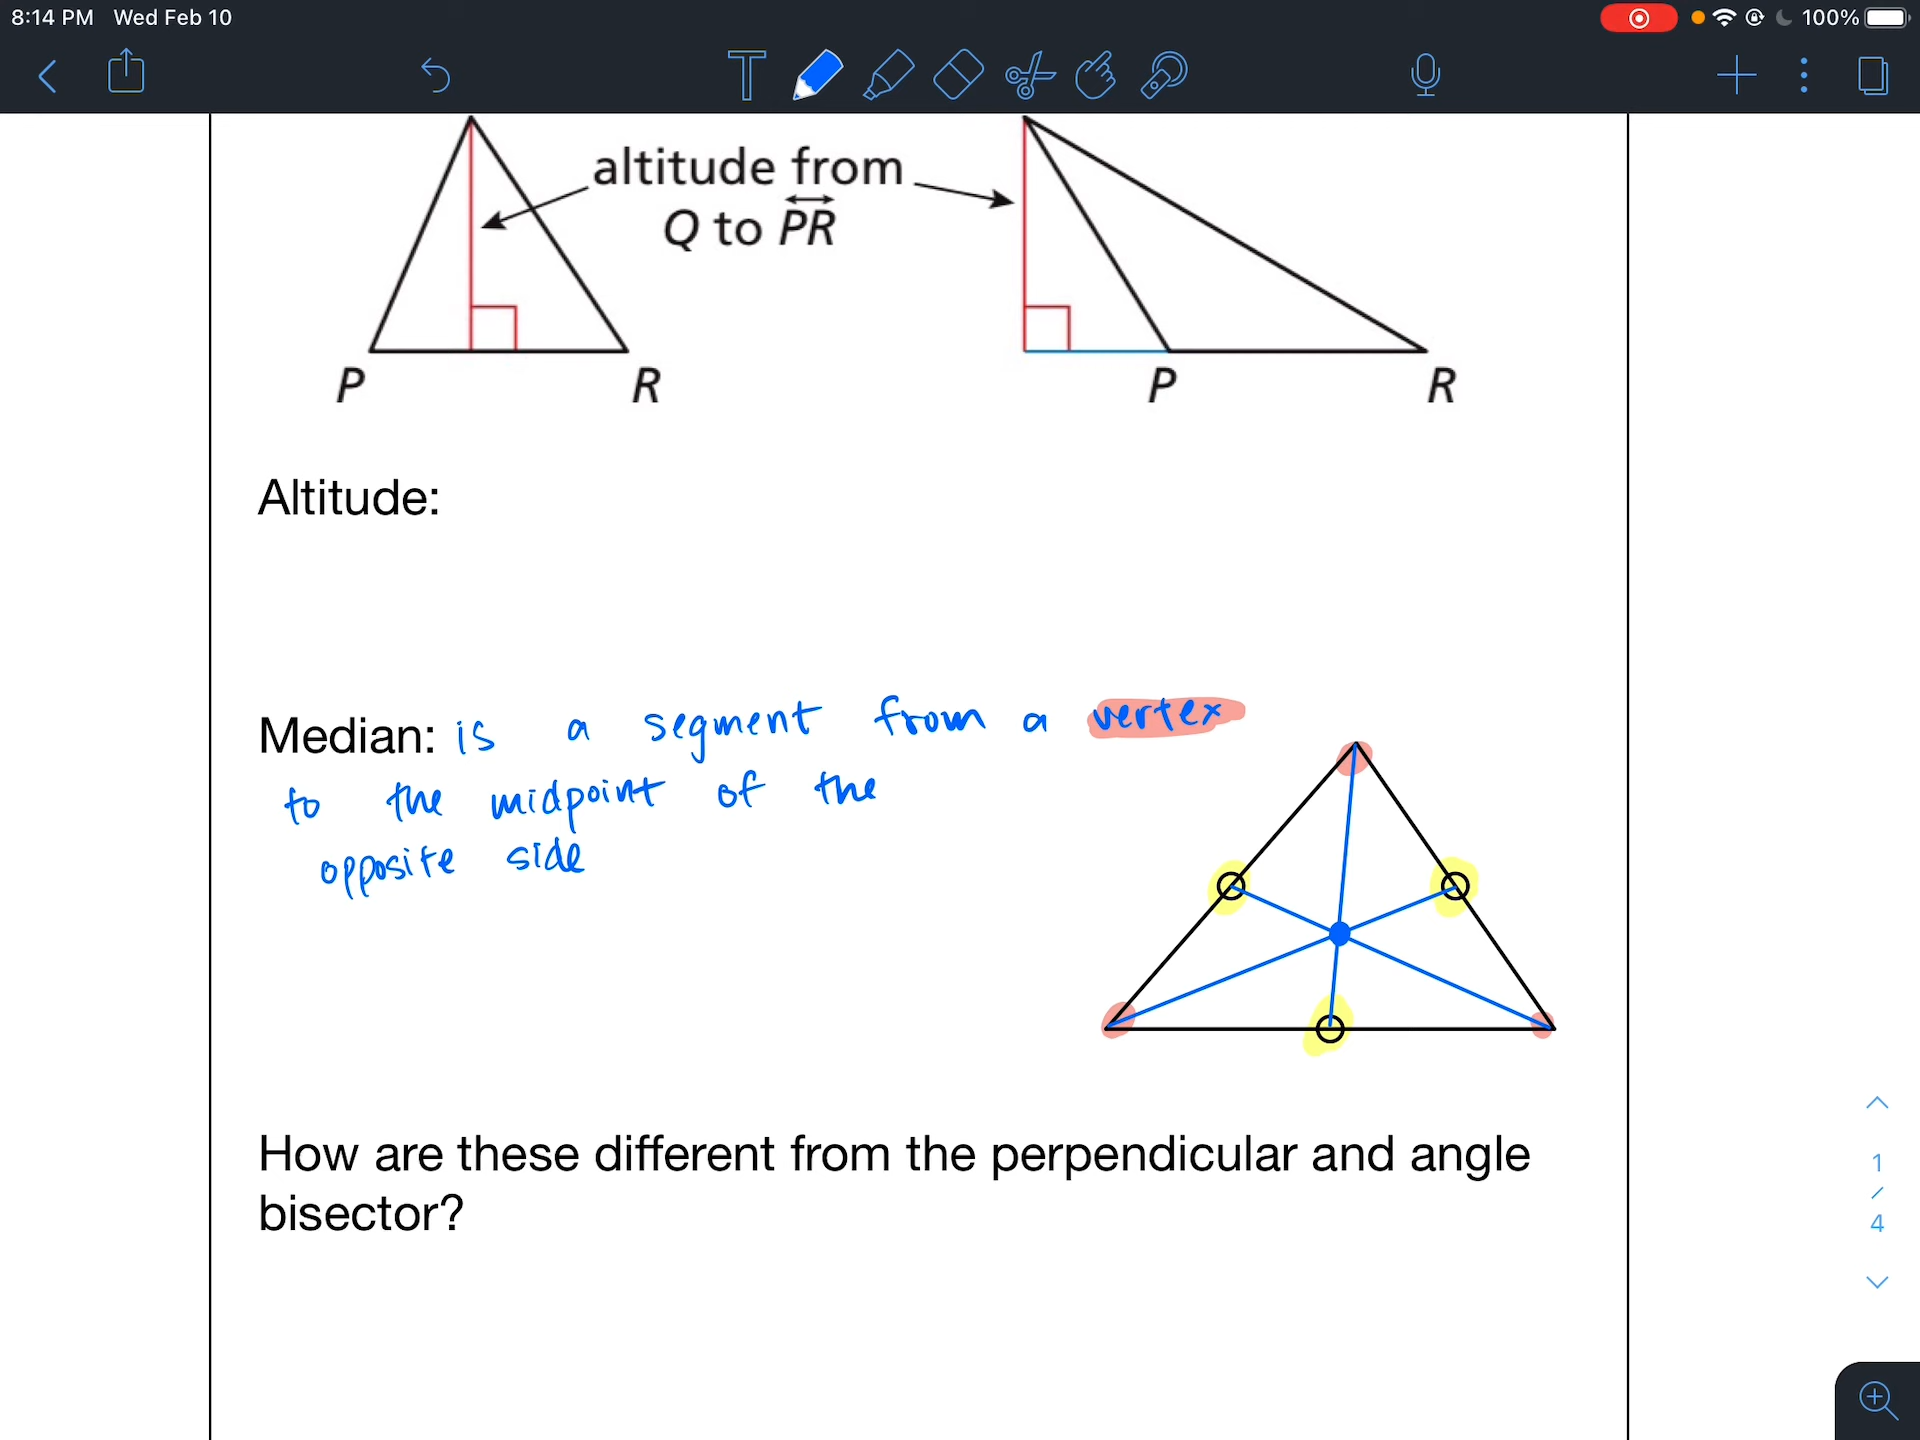 8:14 PM Wed Feb 10 100%
altitude from
Q to PR
P R P R
Altitude:
Median: is a segment from a vertex
to the midpoint of the
opposite side
How are these different from the perpendicular and angle
bisector?
1
/
4